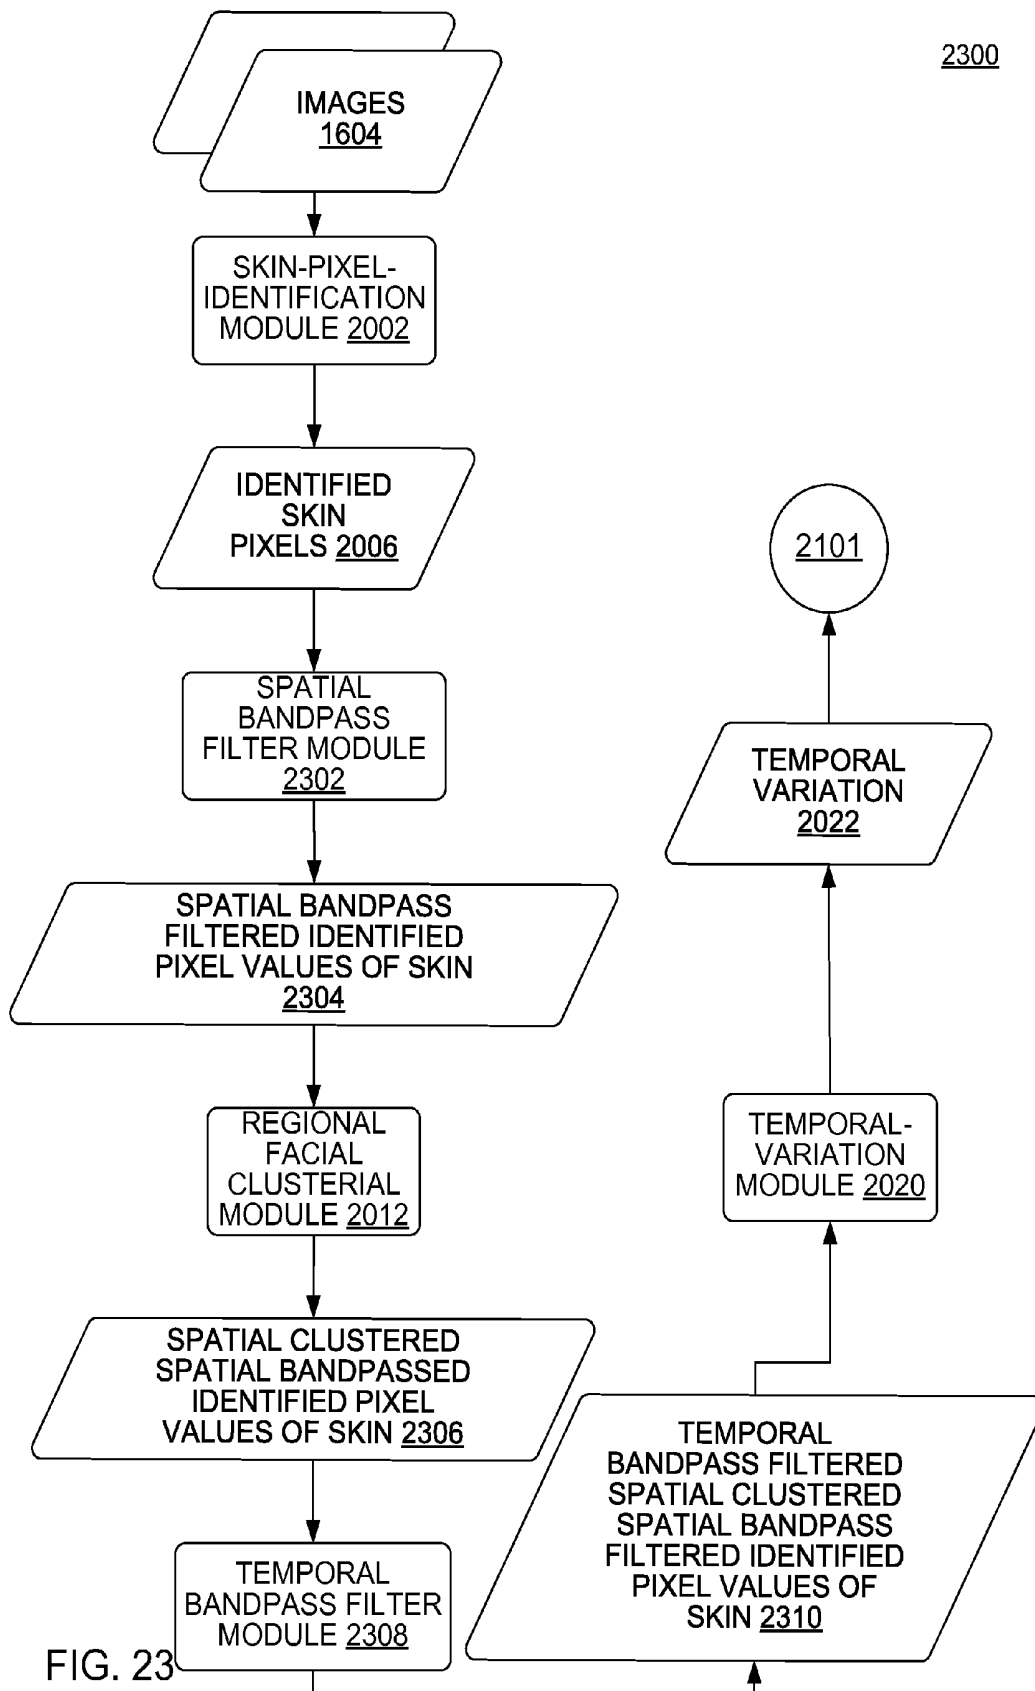 2300
IMAGES
1604
SKIN-PIXEL-
IDENTIFICATION
MODULE 2002
IDENTIFIED
SKIN
PIXELS 2006
SPATIAL
BANDPASS
FILTER MODULE
2302
SPATIAL BANDPASS
FILTERED IDENTIFIED
PIXEL VALUES OF SKIN
2304
REGIONAL
FACIAL
CLUSTERIAL
MODULE 2012
SPATIAL CLUSTERED
SPATIAL BANDPASSED
IDENTIFIED PIXEL
VALUES OF SKIN 2306
TEMPORAL
BANDPASS FILTER
MODULE 2308
TEMPORAL
BANDPASS FILTERED
SPATIAL CLUSTERED
SPATIAL BANDPASS
FILTERED IDENTIFIED
PIXEL VALUES OF
SKIN 2310
TEMPORAL-
VARIATION
MODULE 2020
TEMPORAL
VARIATION
2022
2101
FIG. 23